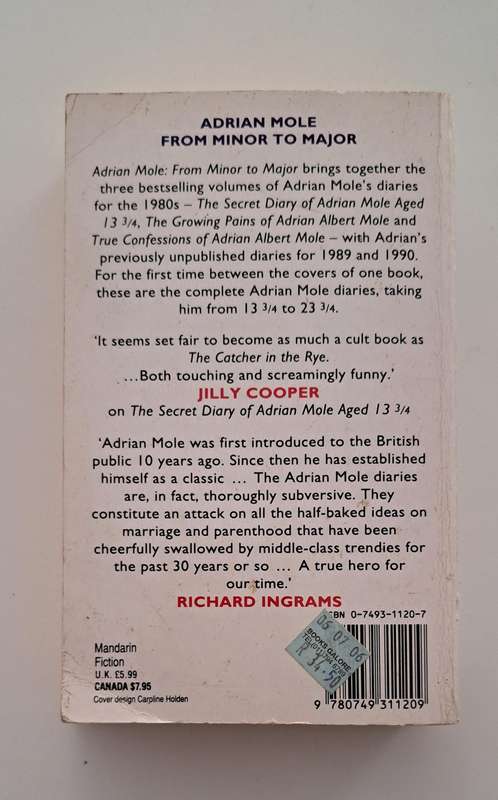 ADRIAN MOLE
FROM MINOR TO MAJOR
Adrian Mole: From Minor to Major brings together the
three bestselling volumes of Adrian Mole's diaries
for the 1980s – The Secret Diary of Adrian Mole Aged
13 3/4, The Growing Pains of Adrian Albert Mole and
True Confessions of Adrian Albert Mole – with Adrian's
previously unpublished diaries for 1989 and 1990.
For the first time between the covers of one book,
these are the complete Adrian Mole diaries, taking
him from 13 3/4 to 23 3/4.
'It seems set fair to become as much a cult book as
The Catcher in the Rye.
...Both touching and screamingly funny.'
JILLY COOPER
on The Secret Diary of Adrian Mole Aged 13 3/4
'Adrian Mole was first introduced to the British
public 10 years ago. Since then he has established
himself as a classic ... The Adrian Mole diaries
are, in fact, thoroughly subversive. They
constitute an attack on all the half-baked ideas on
marriage and parenthood that have been
cheerfully swallowed by middle-class trendies for
the past 30 years or so ... A true hero for
our time.'
RICHARD INGRAMS
ISBN 0-7493-1120-7
05 07 06
BOOKS GALORE
R 34.50
Mandarin
Fiction
U.K. £5.99
CANADA $7.95
Cover design Carpline Holden
9 780749 311209